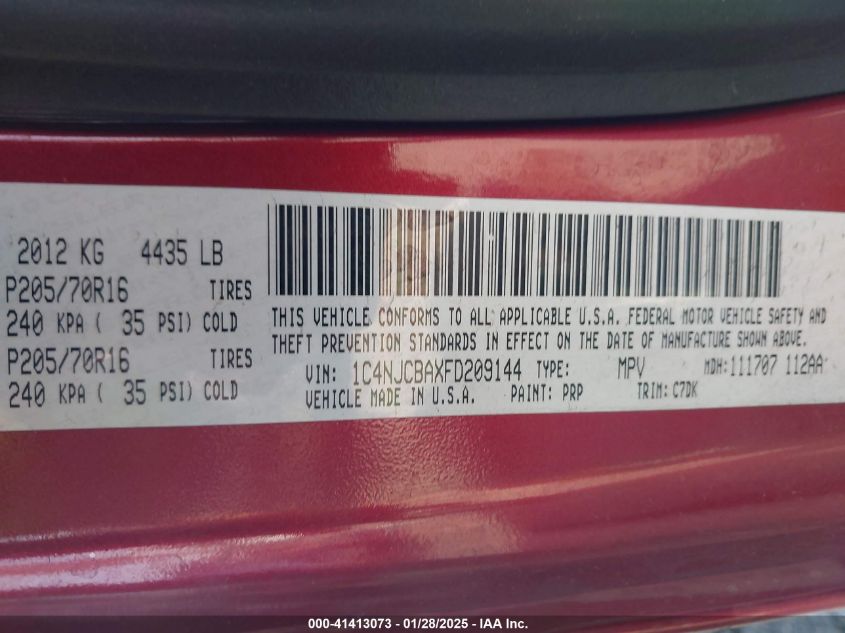 2012 KG 4435 LB
P205/70R16 TIRES
240 KPA ( 35 PSI) COLD
P205/70R16 TIRES
240 KPA ( 35 PSI) COLD
THIS VEHICLE CONFORMS TO ALL APPLICABLE U.S.A. FEDERAL MOTOR VEHICLE SAFETY AND
THEFT PREVENTION STANDARDS IN EFFECT ON THE DATE OF MANUFACTURE SHOWN ABOVE.
VIN: 1C4NJCBAXFD209144 TYPE: MPV MDH:111707 112AA
VEHICLE MADE IN U.S.A. PAINT: PRP TRIM: C7DK
000-41413073 - 01/28/2025 - IAA Inc.